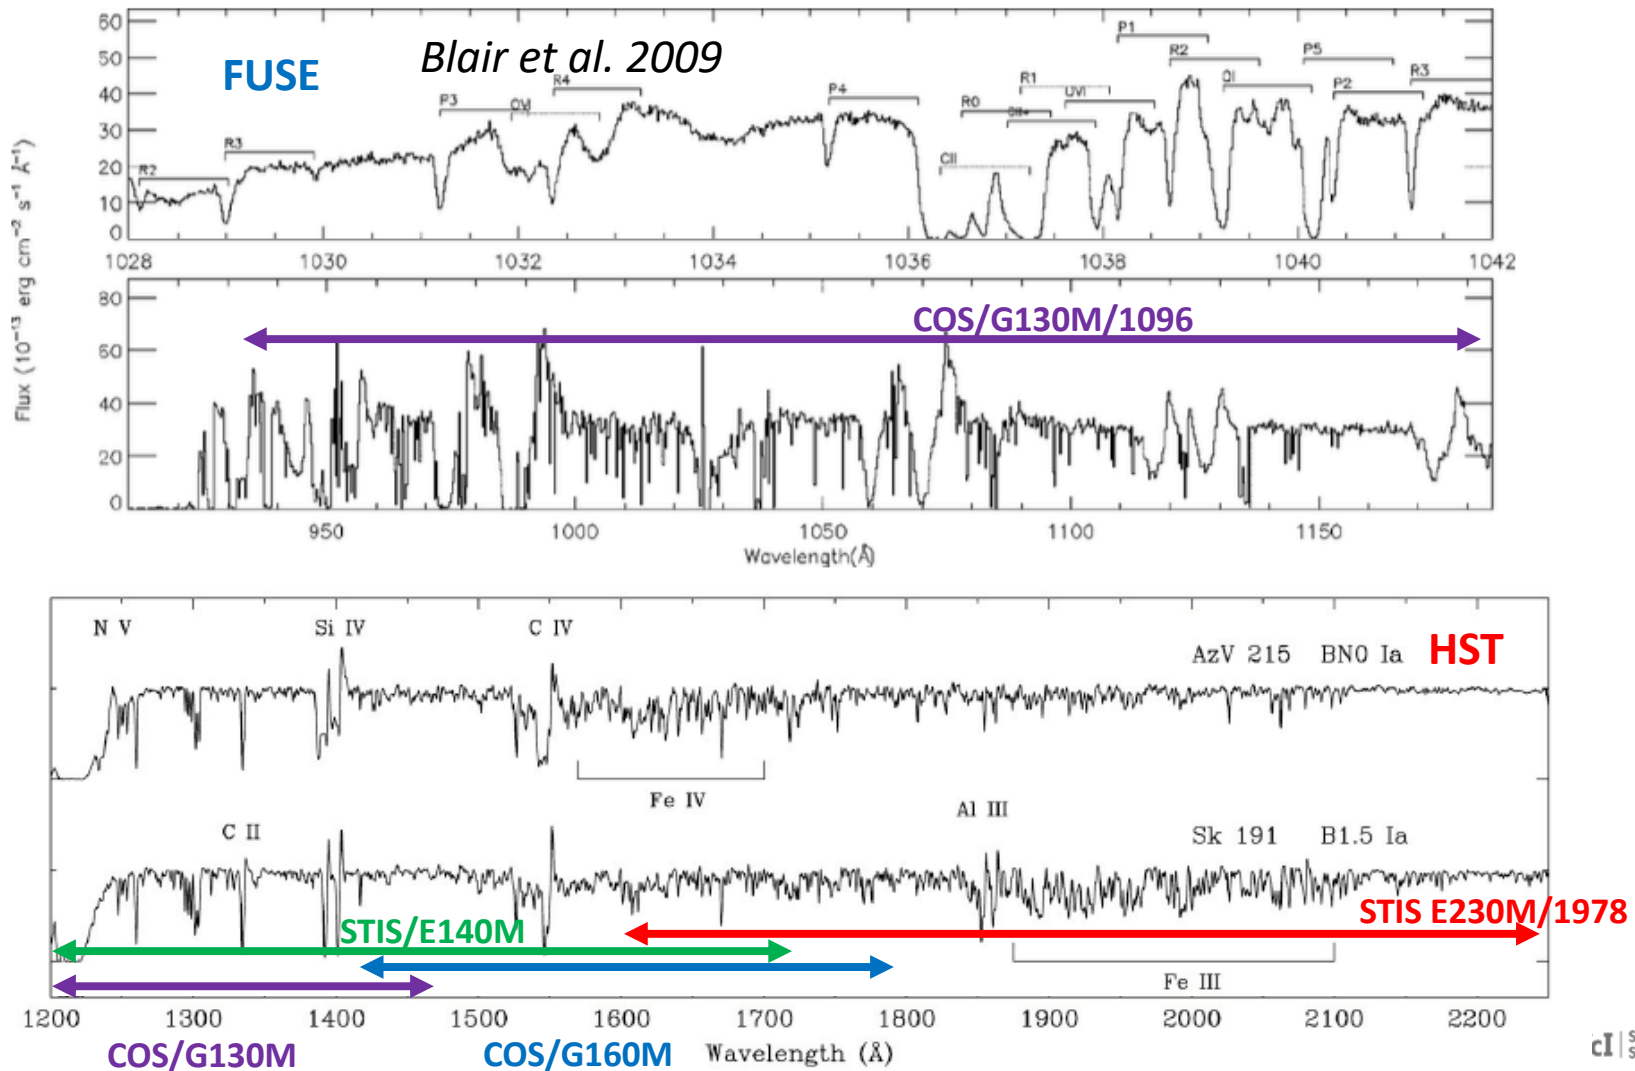 FUSE
Blair et al. 2009
Flux (10⁻¹³ erg cm⁻² s⁻¹ Å⁻¹)
60
50
40
30
20
10
0
R2
R3
P3
OVI
R4
P4
R0
CII
R1
CII*
OVI
P1
R2
OI
P5
P2
R3
1028 1030 1032 1034 1036 1038 1040 1042
80
60
40
20
0
COS/G130M/1096
950 1000 1050 1100 1150
Wavelength(Å)
N V Si IV C IV
AzV 215 BN0 Ia HST
Fe IV
Al III
C II
Sk 191 B1.5 Ia
STIS/E140M
STIS E230M/1978
Fe III
1200 1300 1400 1500 1600 1700 1800 1900 2000 2100 2200
COS/G130M COS/G160M Wavelength (Å)
cI S
S